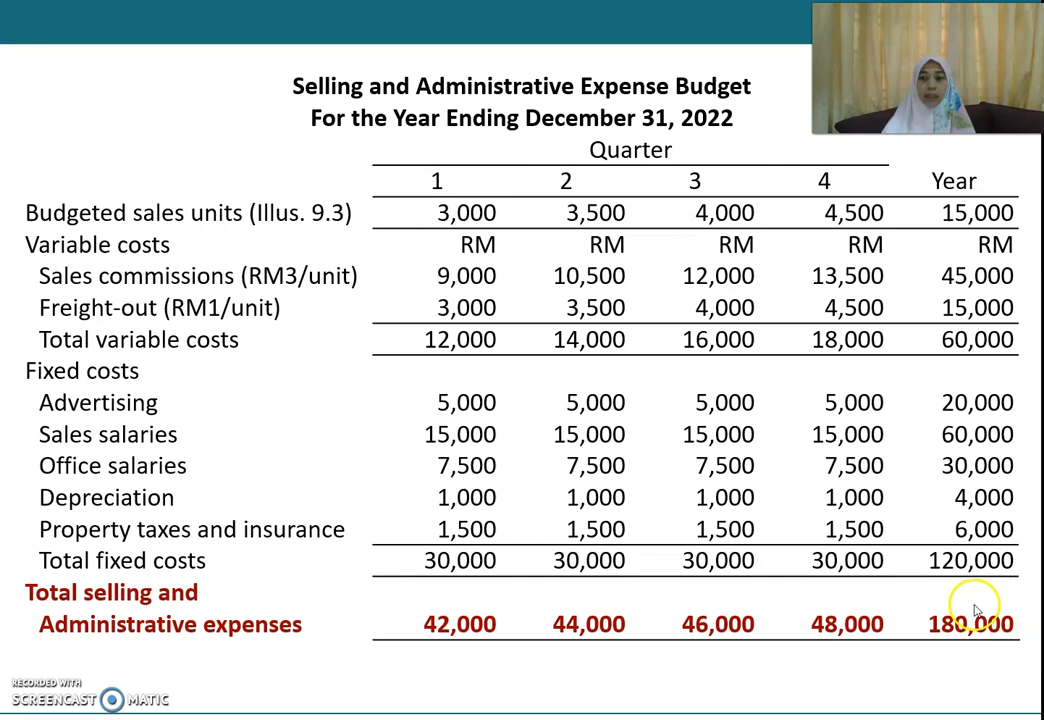 Selling and Administrative Expense Budget
For the Year Ending December 31, 2022
Quarter
1 2 3 4 Year
Budgeted sales units (Illus. 9.3) 3,000 3,500 4,000 4,500 15,000
Variable costs RM RM RM RM RM
Sales commissions (RM3/unit) 9,000 10,500 12,000 13,500 45,000
Freight-out (RM1/unit) 3,000 3,500 4,000 4,500 15,000
Total variable costs 12,000 14,000 16,000 18,000 60,000
Fixed costs
Advertising 5,000 5,000 5,000 5,000 20,000
Sales salaries 15,000 15,000 15,000 15,000 60,000
Office salaries 7,500 7,500 7,500 7,500 30,000
Depreciation 1,000 1,000 1,000 1,000 4,000
Property taxes and insurance 1,500 1,500 1,500 1,500 6,000
Total fixed costs 30,000 30,000 30,000 30,000 120,000
Total selling and
Administrative expenses 42,000 44,000 46,000 48,000 180,000
RECORDED WITH
SCREENCAST MATIC